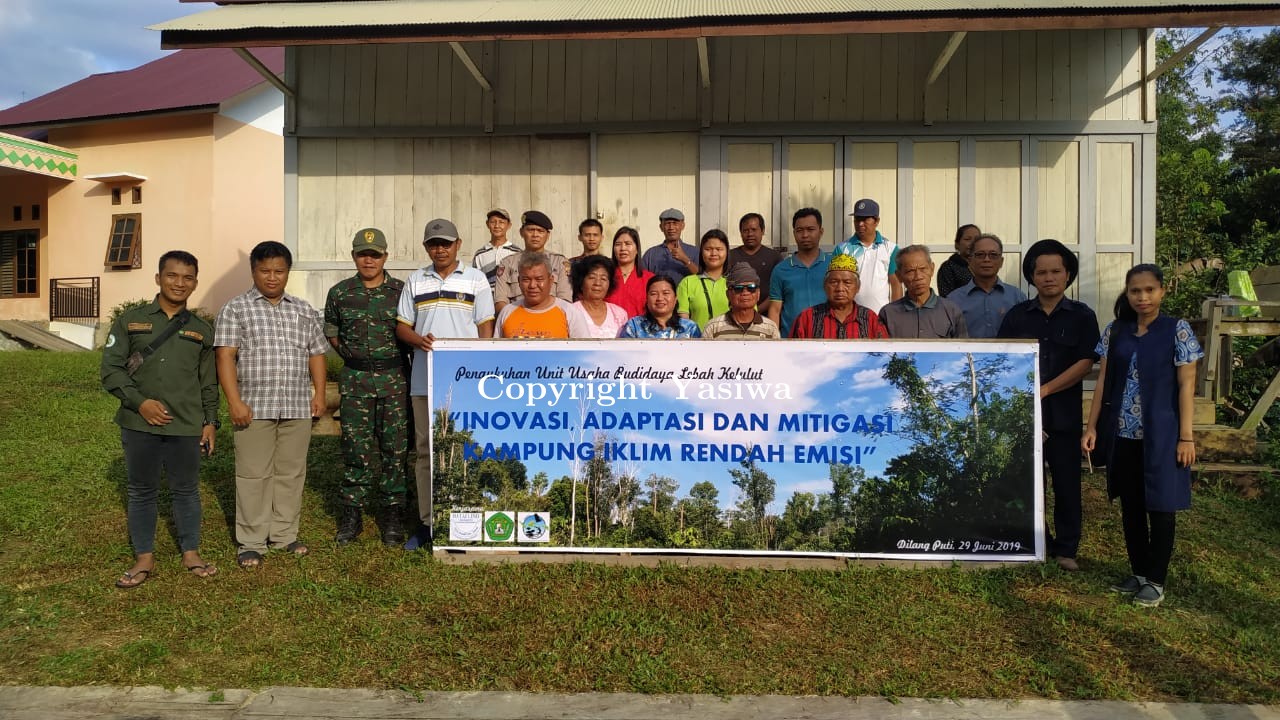 Pengukuhan Unit Usaha Budidaya Lebah Kelulut
Copyright Yasiwa
"INOVASI, ADAPTASI DAN MITIGASI
KAMPUNG IKLIM RENDAH EMISI"
Kerjasama
Dilang Puti, 29 Juni 2019